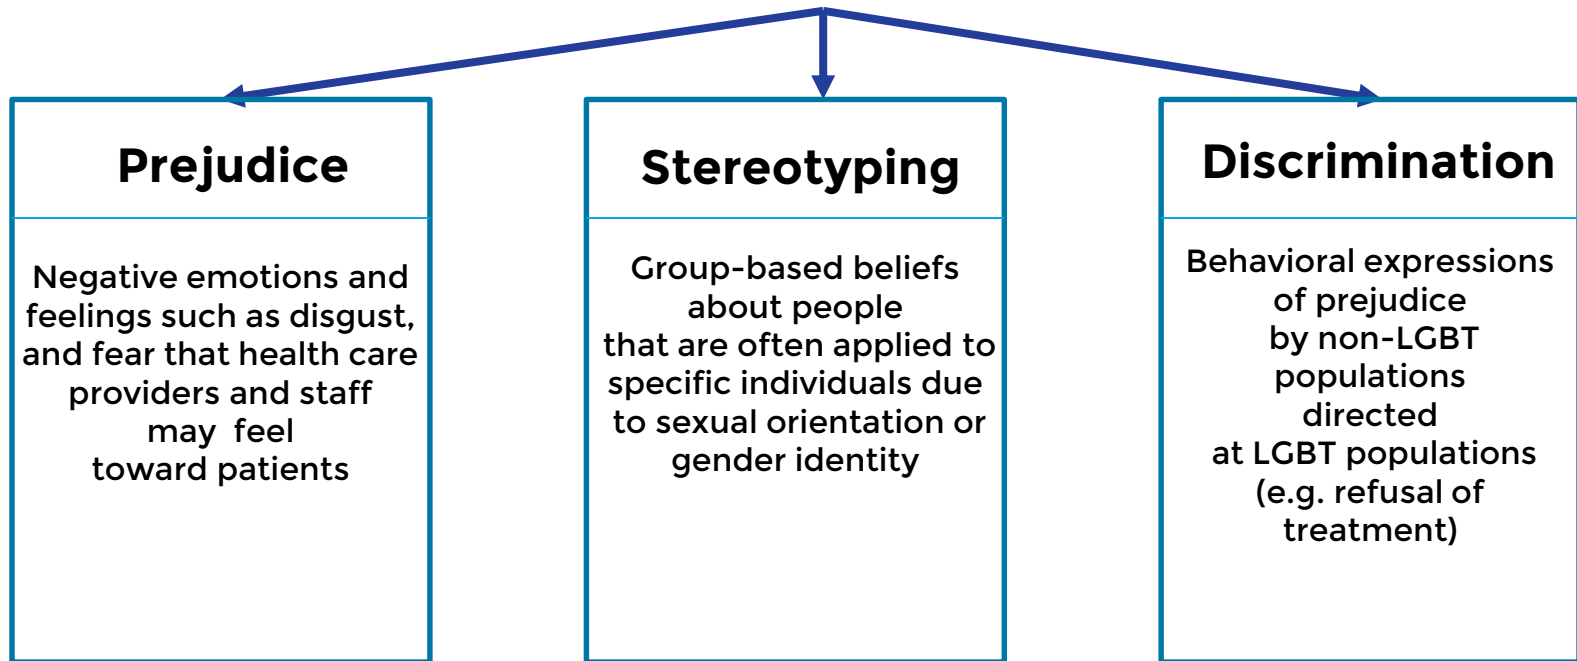 Prejudice
Negative emotions and
feelings such as disgust,
and fear that health care
providers and staff
may feel
toward patients
Stereotyping
Group-based beliefs
about people
that are often applied to
specific individuals due
to sexual orientation or
gender identity
Discrimination
Behavioral expressions
of prejudice
by non-LGBT
populations
directed
at LGBT populations
(e.g. refusal of
treatment)